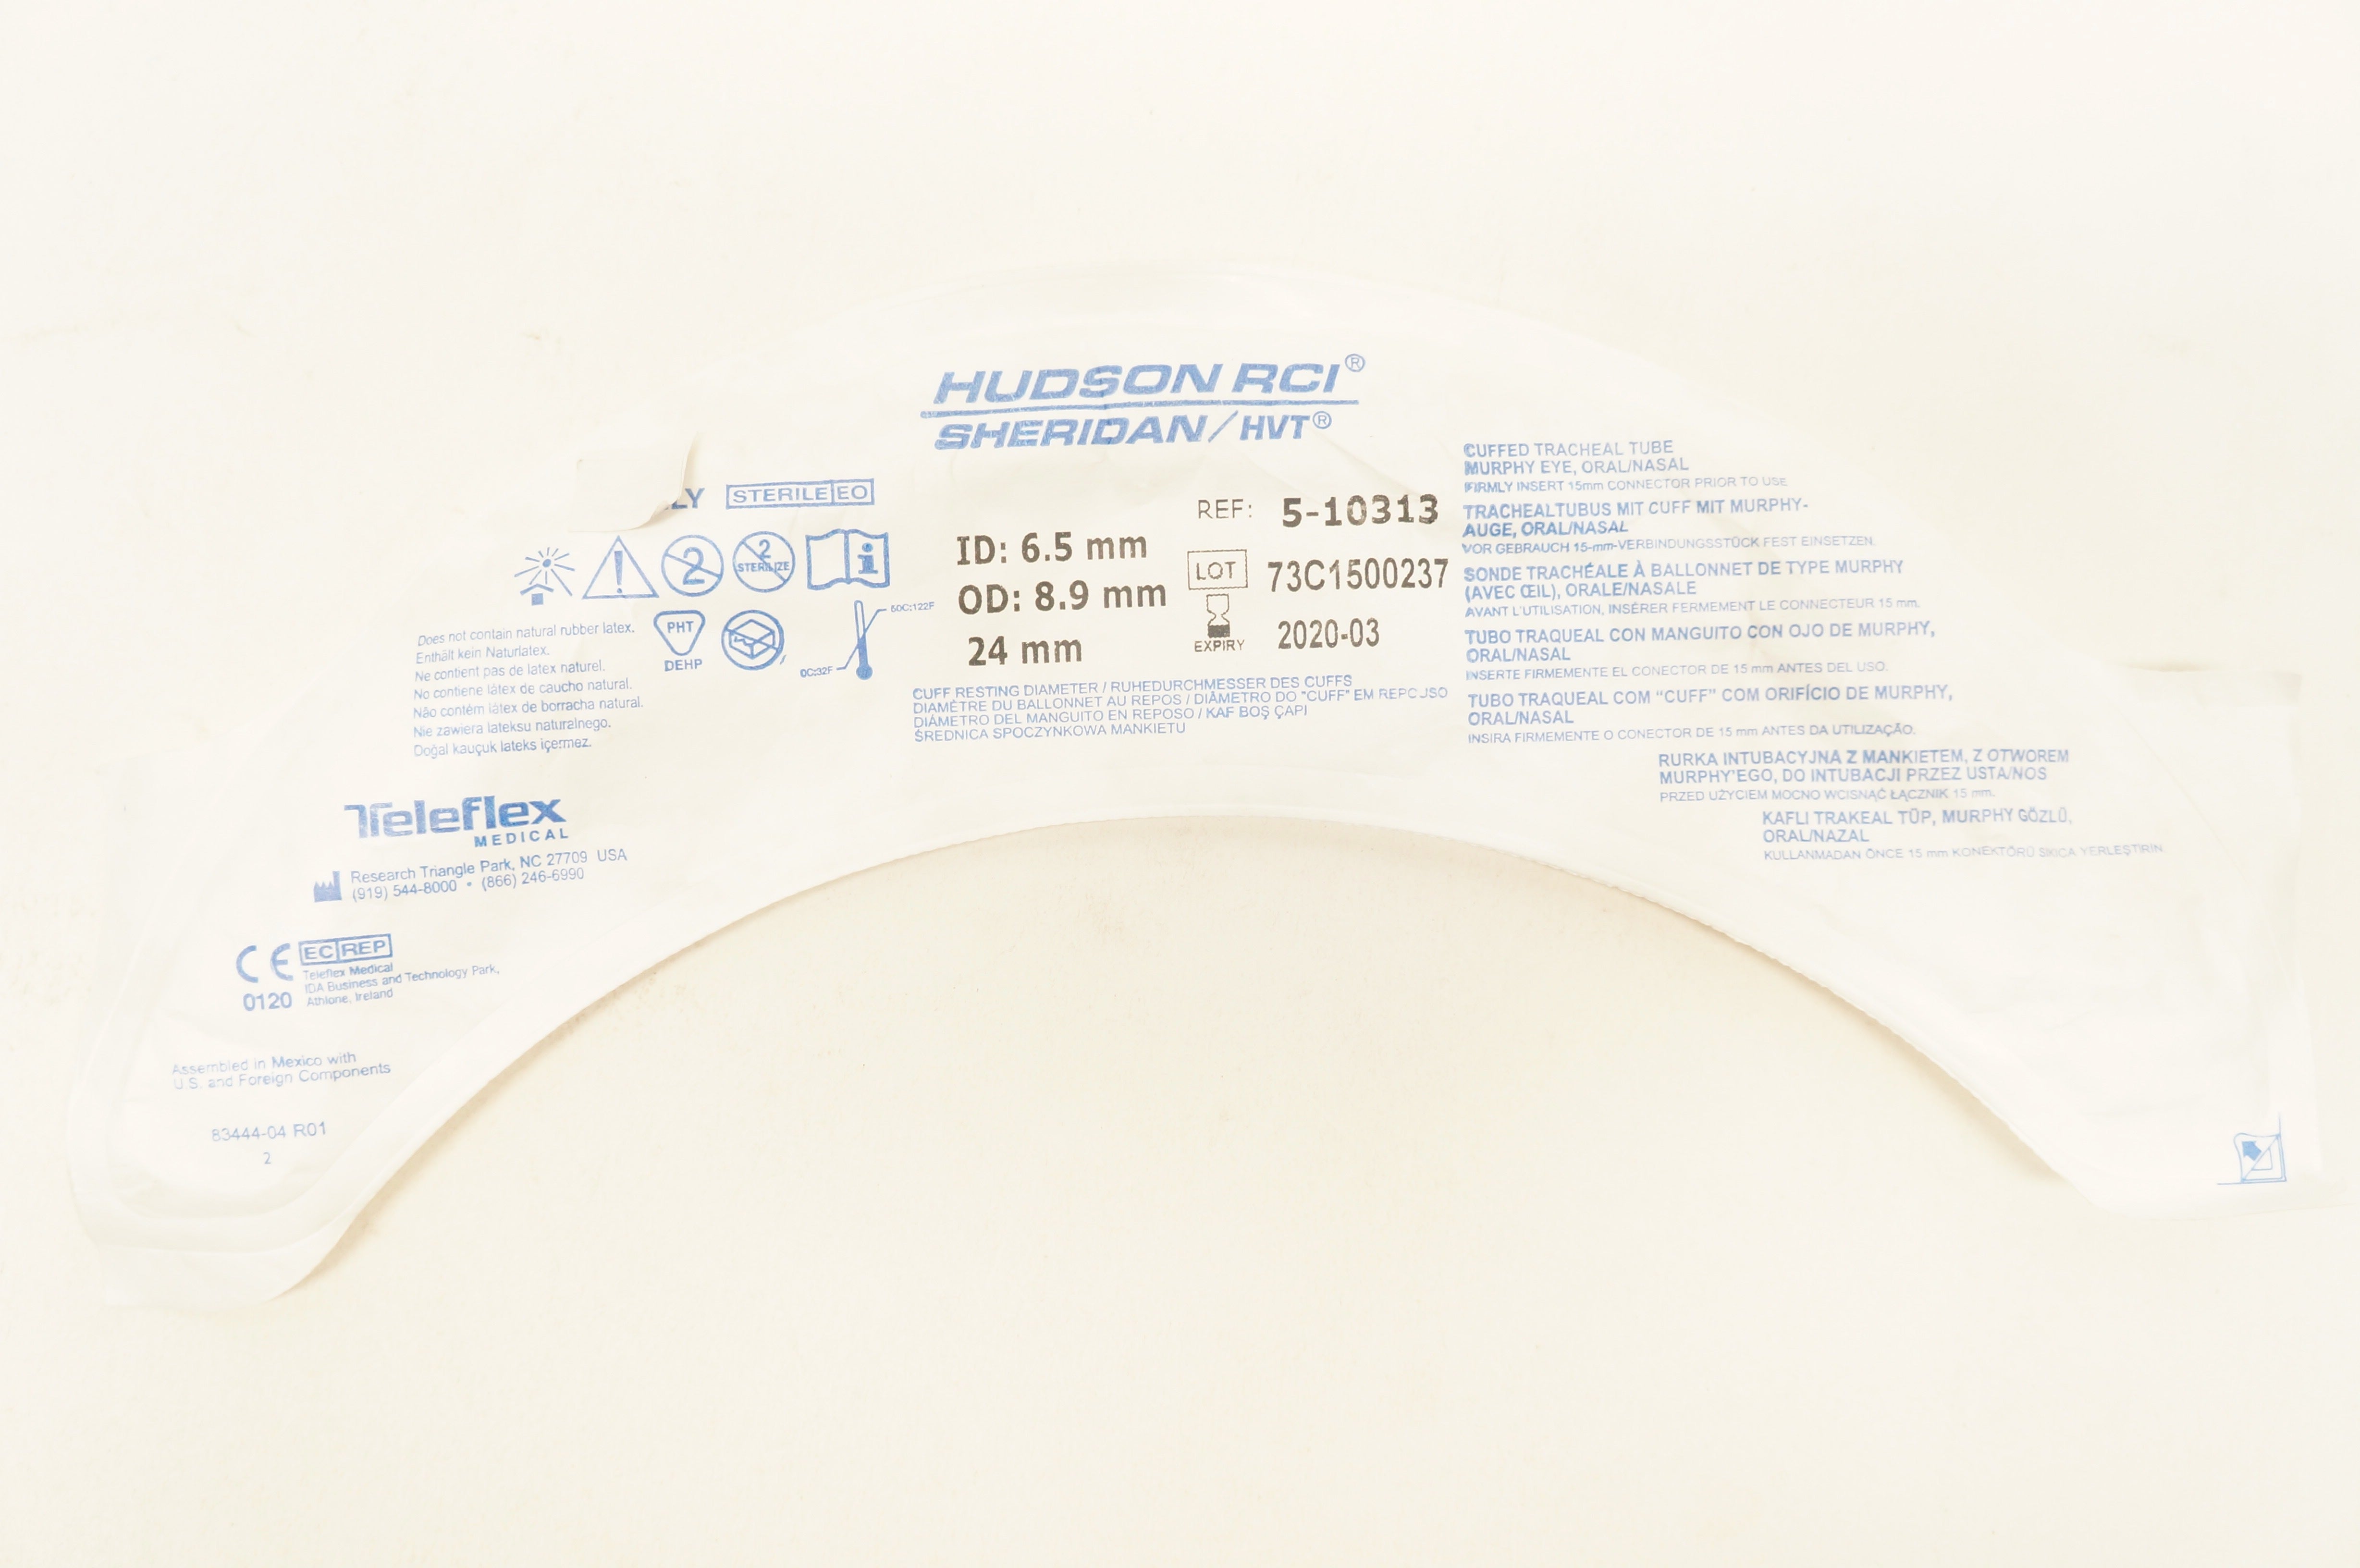 HUDSON RCI®
SHERIDAN/HVT®
LY STERILE EO
2 2 STERILIZE
PHT
DEHP
50C:122F
0C:32F
Does not contain natural rubber latex.
Enthält kein Naturlatex.
Ne contient pas de latex naturel.
No contiene látex de caucho natural.
Não contém látex de borracha natural.
Nie zawiera lateksu naturalnego.
Doğal kauçuk lateks içermez.
Teleflex
MEDICAL
Research Triangle Park, NC 27709 USA
(919) 544-8000 • (866) 246-6990
CE EC REP
0120
Teleflex Medical
IDA Business and Technology Park,
Athlone, Ireland
Assembled in Mexico with
U.S. and Foreign Components
83444-04 R01
2
ID: 6.5 mm
OD: 8.9 mm
24 mm
REF: 5-10313
LOT 73C1500237
EXPIRY 2020-03
CUFF RESTING DIAMETER / RUHEDURCHMESSER DES CUFFS
DIAMÈTRE DU BALLONNET AU REPOS / DIÂMETRO DO "CUFF" EM REPOUSO
DIÁMETRO DEL MANGUITO EN REPOSO / KAF BOŞ ÇAPI
ŚREDNICA SPOCZYNKOWA MANKIETU
CUFFED TRACHEAL TUBE
MURPHY EYE, ORAL/NASAL
FIRMLY INSERT 15mm CONNECTOR PRIOR TO USE
TRACHEALTUBUS MIT CUFF MIT MURPHY-
AUGE, ORAL/NASAL
VOR GEBRAUCH 15-mm-VERBINDUNGSSTÜCK FEST EINSETZEN.
SONDE TRACHÉALE À BALLONNET DE TYPE MURPHY
(AVEC ŒIL), ORALE/NASALE
AVANT L'UTILISATION, INSÉRER FERMEMENT LE CONNECTEUR 15 mm.
TUBO TRAQUEAL CON MANGUITO CON OJO DE MURPHY,
ORAL/NASAL
INSERTE FIRMEMENTE EL CONECTOR DE 15 mm ANTES DEL USO.
TUBO TRAQUEAL COM “CUFF” COM ORIFÍCIO DE MURPHY,
ORAL/NASAL
INSIRA FIRMEMENTE O CONECTOR DE 15 mm ANTES DA UTILIZAÇÃO.
RURKA INTUBACYJNA Z MANKIETEM, Z OTWOREM
MURPHY'EGO, DO INTUBACJI PRZEZ USTA/NOS
PRZED UŻYCIEM MOCNO WCISNĄĆ ŁĄCZNIK 15 mm.
KAFLI TRAKEAL TÜP, MURPHY GÖZLÜ,
ORAL/NAZAL
KULLANMADAN ÖNCE 15 mm KONEKTÖRÜ SIKICA YERLEŞTİRİN